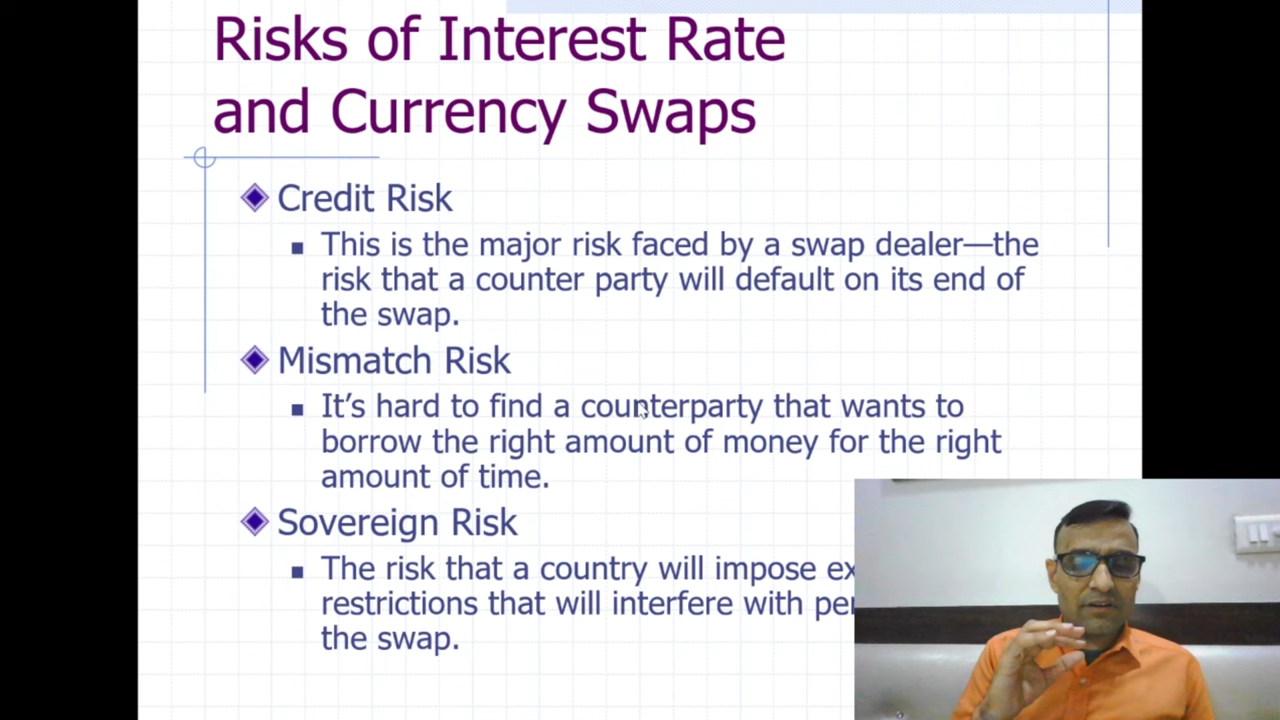 Risks of Interest Rate
and Currency Swaps
Credit Risk
This is the major risk faced by a swap dealer—the
risk that a counter party will default on its end of
the swap.
Mismatch Risk
It’s hard to find a counterparty that wants to
borrow the right amount of money for the right
amount of time.
Sovereign Risk
The risk that a country will impose
restrictions that will interfere with
the swap.